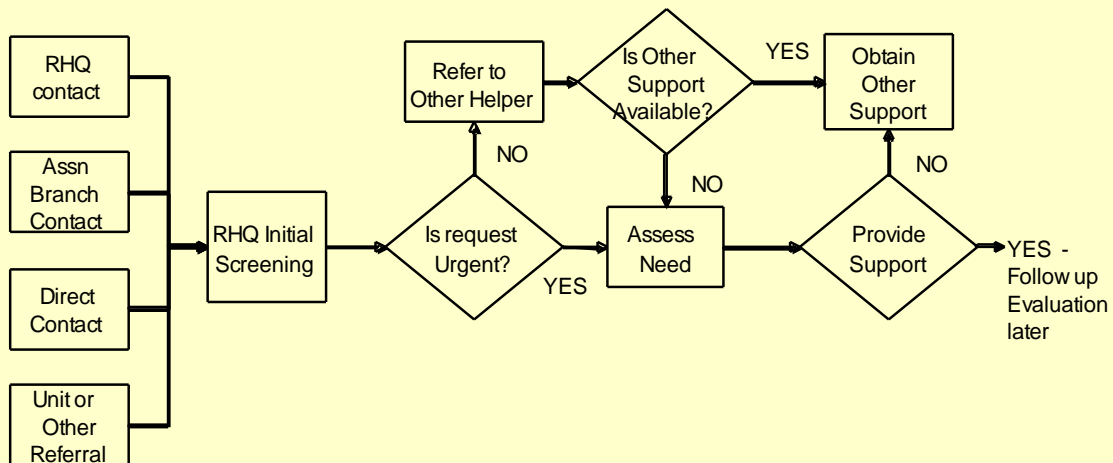 RHQ
contact
Assn
Branch
Contact
Direct
Contact
Unit or
Other
Referral
RHQ Initial
Screening
Refer to
Other Helper
NO
Is request
Urgent?
YES
Is Other
Support
Available?
YES
NO
Assess
Need
Obtain
Other
Support
NO
Provide
Support
YES -
Follow up
Evaluation
later